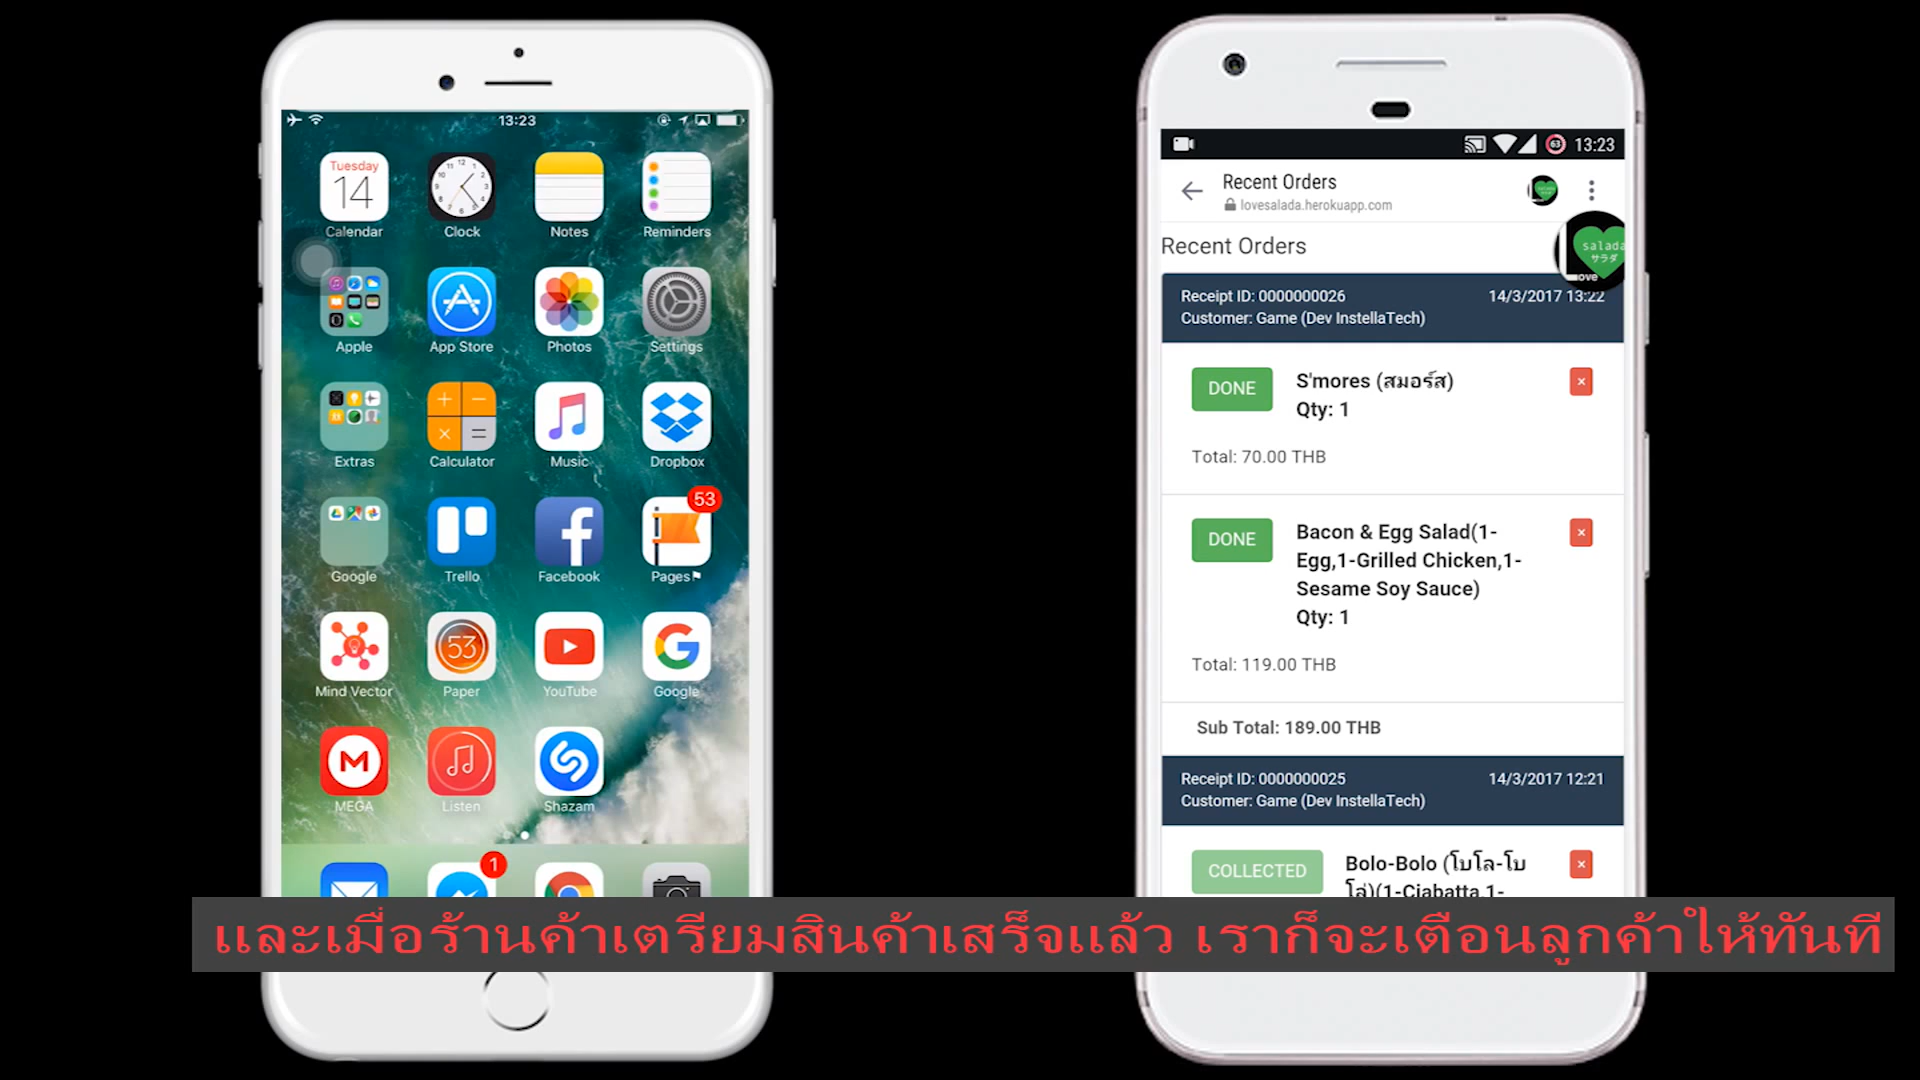 13:23
Tuesday
14
Calendar
Clock
Notes
Reminders
Apple
App Store
Photos
Settings
Extras
Calculator
Music
Dropbox
53
Google
Trello
Facebook
Pages
Mind Vector
53
Paper
YouTube
Google
MEGA
Listen
Shazam
1
63 13:23
Recent Orders
lovesalada.herokuapp.com
Recent Orders
salada
サラダ
Love
Receipt ID: 0000000026 14/3/2017 13:22
Customer: Game (Dev InstellaTech)
DONE
S'mores (สมอร์ส)
Qty: 1
Total: 70.00 THB
DONE
Bacon & Egg Salad(1-
Egg,1-Grilled Chicken,1-
Sesame Soy Sauce)
Qty: 1
Total: 119.00 THB
Sub Total: 189.00 THB
Receipt ID: 0000000025 14/3/2017 12:21
Customer: Game (Dev InstellaTech)
COLLECTED
Bolo-Bolo (โบโล-โบ
โล่)(1-Ciabatta,1-
และเมื่อร้านค้าเตรียมสินค้าเสร็จแล้ว เราก็จะเตือนลูกค้าให้ทันที